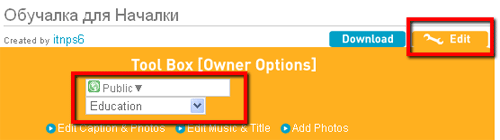 Обучалка для Началки
Created by itnps6
Download
Edit
Tool Box [Owner Options]
Public▼
Education
Edit Caption & Photos Edit Music & Title Add Photos